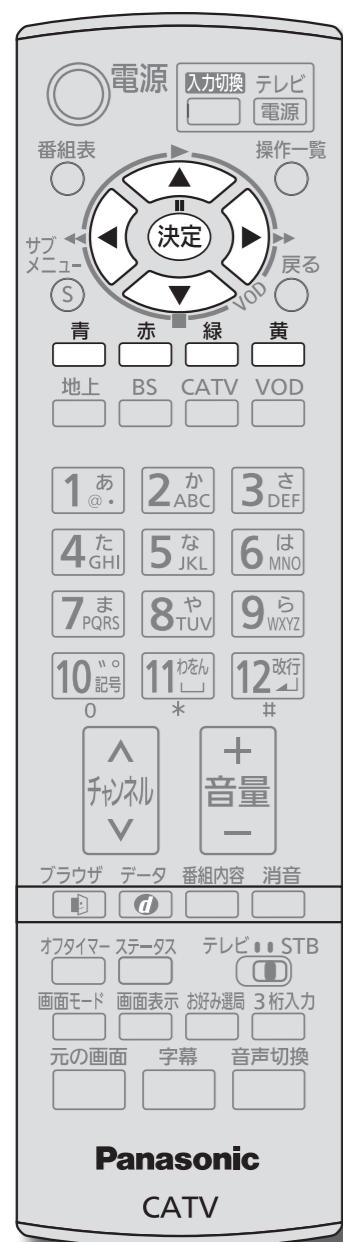 電源 入力切換 テレビ
電源
番組表 操作一覧
決定
サブ
メニュー 戻る
S VOD
青 赤 緑 黄
地上 BS CATV VOD
1 あ @. 2 か ABC 3 さ DEF
4 た GHI 5 な JKL 6 は MNO
7 ま PQRS 8 や TUV 9 ら WXYZ
10 ゛゜ 記号 11 わをん 12 改行
0 * #
チャンネル + 音量 −
ブラウザ データ 番組内容 消音
d
オフタイマー ステータス テレビ STB
画面モード 画面表示 お好み選局 3桁入力
元の画面 字幕 音声切換
Panasonic
CATV